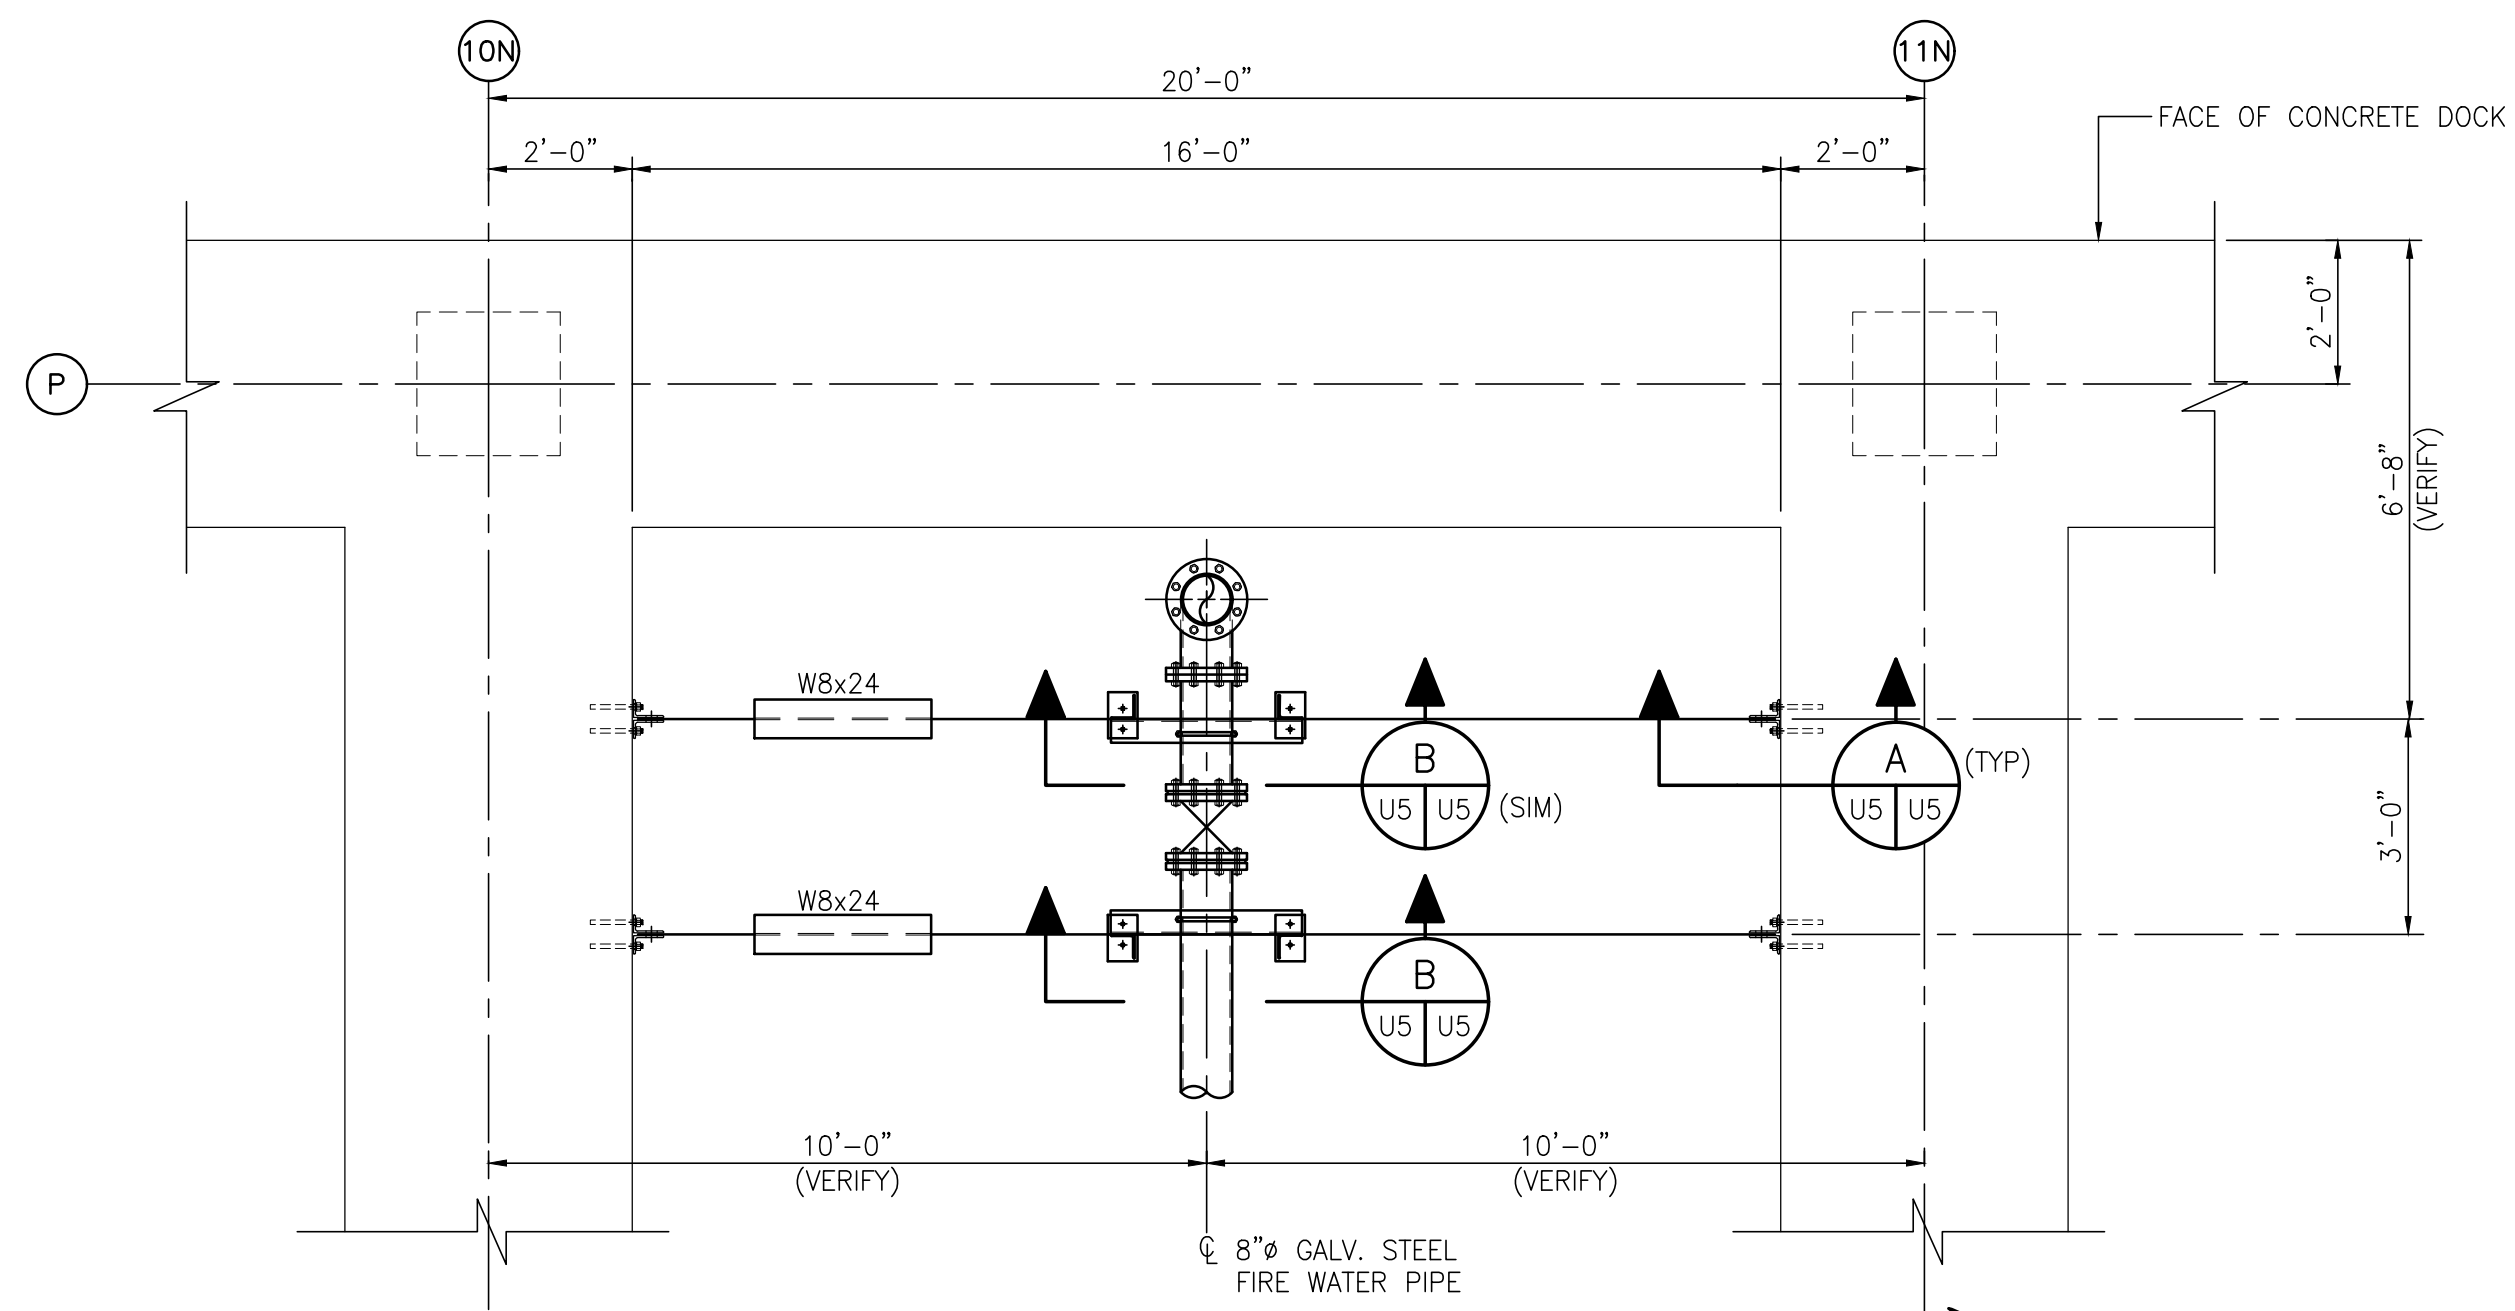 10N
11N
20'-0"
FACE OF CONCRETE DOCK
2'-0"
16'-0"
2'-0"
2'-0"
P
6'-8"
(VERIFY)
W8x24
B
U5 U5
(SIM)
A
U5 U5
(TYP)
3'-0"
W8x24
B
U5 U5
10'-0"
(VERIFY)
10'-0"
(VERIFY)
℄ 8"ø GALV. STEEL
FIRE WATER PIPE